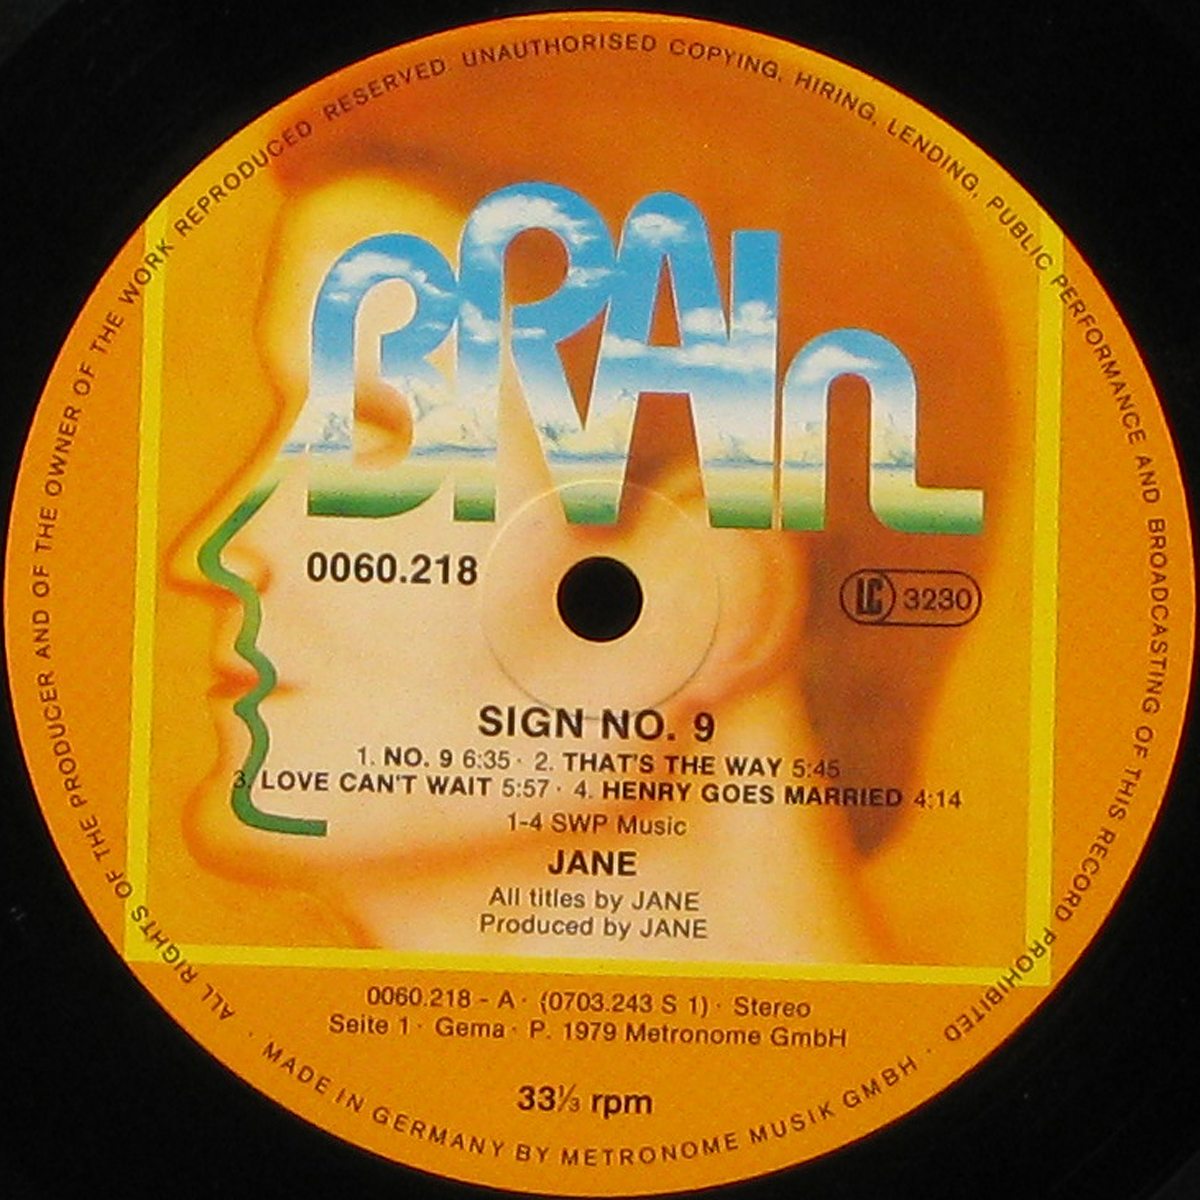 ALL RIGHTS OF THE PRODUCER AND OF THE OWNER OF THE WORK REPRODUCED RESERVED UNAUTHORISED COPYING, HIRING, LENDING, PUBLIC PERFORMANCE AND BROADCASTING OF THIS RECORD PROHIBITED ·
BRAIn
0060.218
LC 3230
SIGN NO. 9
1. NO. 9 6:35 · 2. THAT'S THE WAY 5:45
3. LOVE CAN'T WAIT 5:57 · 4. HENRY GOES MARRIED 4:14
1-4 SWP Music
JANE
All titles by JANE
Produced by JANE
0060.218 - A · (0703.243 S 1) · Stereo
Seite 1 · Gema · P. 1979 Metronome GmbH
33⅓ rpm
· MADE IN GERMANY BY METRONOME MUSIK GMBH